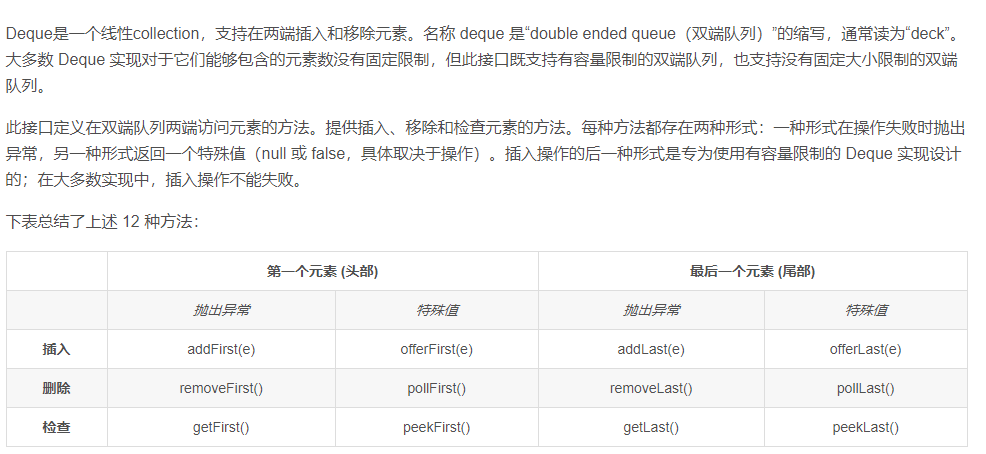 Deque是一个线性collection，支持在两端插入和移除元素。名称 deque 是“double ended queue（双端队列）”的缩写，通常读为“deck”。
大多数 Deque 实现对于它们能够包含的元素数没有固定限制，但此接口既支持有容量限制的双端队列，也支持没有固定大小限制的双端
队列。
此接口定义在双端队列两端访问元素的方法。提供插入、移除和检查元素的方法。每种方法都存在两种形式：一种形式在操作失败时抛出
异常，另一种形式返回一个特殊值（null 或 false，具体取决于操作）。插入操作的后一种形式是专为使用有容量限制的 Deque 实现设计
的；在大多数实现中，插入操作不能失败。
下表总结了上述 12 种方法：
第一个元素 (头部) 最后一个元素 (尾部)
抛出异常 特殊值 抛出异常 特殊值
插入 addFirst(e) offerFirst(e) addLast(e) offerLast(e)
删除 removeFirst() pollFirst() removeLast() pollLast()
检查 getFirst() peekFirst() getLast() peekLast()